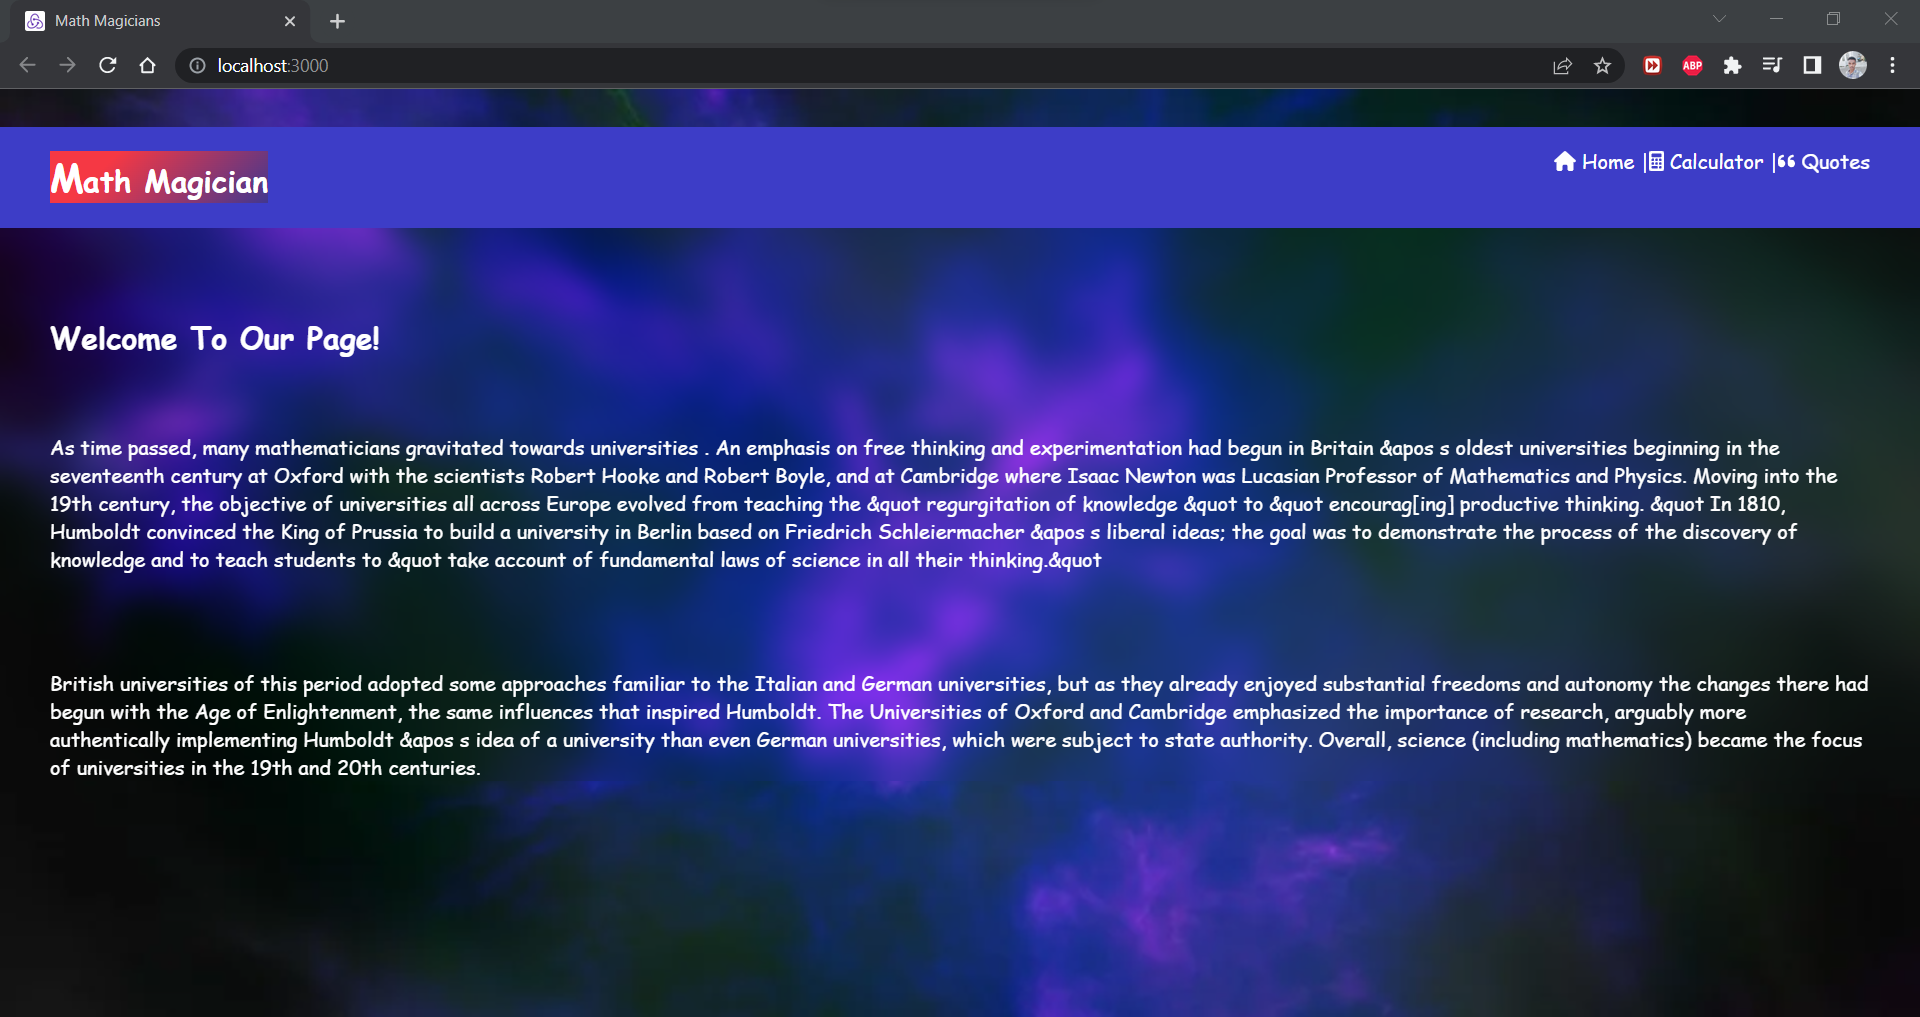 Math Magicians
localhost:3000
ABP
Math Magician
Home | Calculator | Quotes
Welcome To Our Page!
As time passed, many mathematicians gravitated towards universities . An emphasis on free thinking and experimentation had begun in Britain &apos s oldest universities beginning in the
seventeenth century at Oxford with the scientists Robert Hooke and Robert Boyle, and at Cambridge where Isaac Newton was Lucasian Professor of Mathematics and Physics. Moving into the
19th century, the objective of universities all across Europe evolved from teaching the &quot regurgitation of knowledge &quot to &quot encourag[ing] productive thinking. &quot In 1810,
Humboldt convinced the King of Prussia to build a university in Berlin based on Friedrich Schleiermacher &apos s liberal ideas; the goal was to demonstrate the process of the discovery of
knowledge and to teach students to &quot take account of fundamental laws of science in all their thinking.&quot
British universities of this period adopted some approaches familiar to the Italian and German universities, but as they already enjoyed substantial freedoms and autonomy the changes there had
begun with the Age of Enlightenment, the same influences that inspired Humboldt. The Universities of Oxford and Cambridge emphasized the importance of research, arguably more
authentically implementing Humboldt &apos s idea of a university than even German universities, which were subject to state authority. Overall, science (including mathematics) became the focus
of universities in the 19th and 20th centuries.